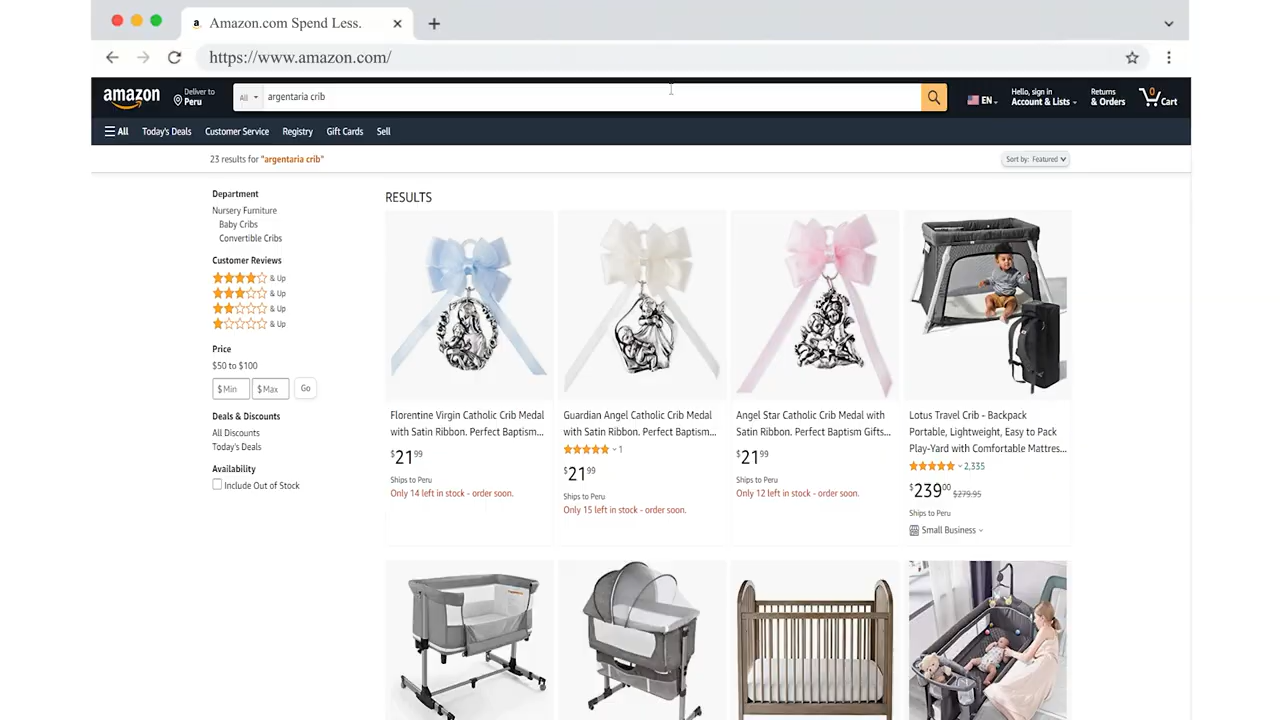 Amazon.com Spend Less.
https://www.amazon.com/
amazon
Deliver to
Peru
All
argentaria crib
EN
Hello, sign in
Account & Lists
Returns
& Orders
0
Cart
All
Today's Deals
Customer Service
Registry
Gift Cards
Sell
23 results for "argentaria crib"
Sort by: Featured
Department
Nursery Furniture
Baby Cribs
Convertible Cribs
Customer Reviews
& Up
& Up
& Up
& Up
Price
$50 to $100
$ Min
$ Max
Go
Deals & Discounts
All Discounts
Today's Deals
Availability
Include Out of Stock
RESULTS
Florentine Virgin Catholic Crib Medal
with Satin Ribbon. Perfect Baptism...
$21.99
Ships to Peru
Only 14 left in stock - order soon.
Guardian Angel Catholic Crib Medal
with Satin Ribbon. Perfect Baptism...
1
$21.99
Ships to Peru
Only 15 left in stock - order soon.
Angel Star Catholic Crib Medal with
Satin Ribbon. Perfect Baptism Gifts...
$21.99
Ships to Peru
Only 12 left in stock - order soon.
Lotus Travel Crib - Backpack
Portable, Lightweight, Easy to Pack
Play-Yard with Comfortable Mattres...
2,335
$239.00 $279.95
Ships to Peru
Small Business